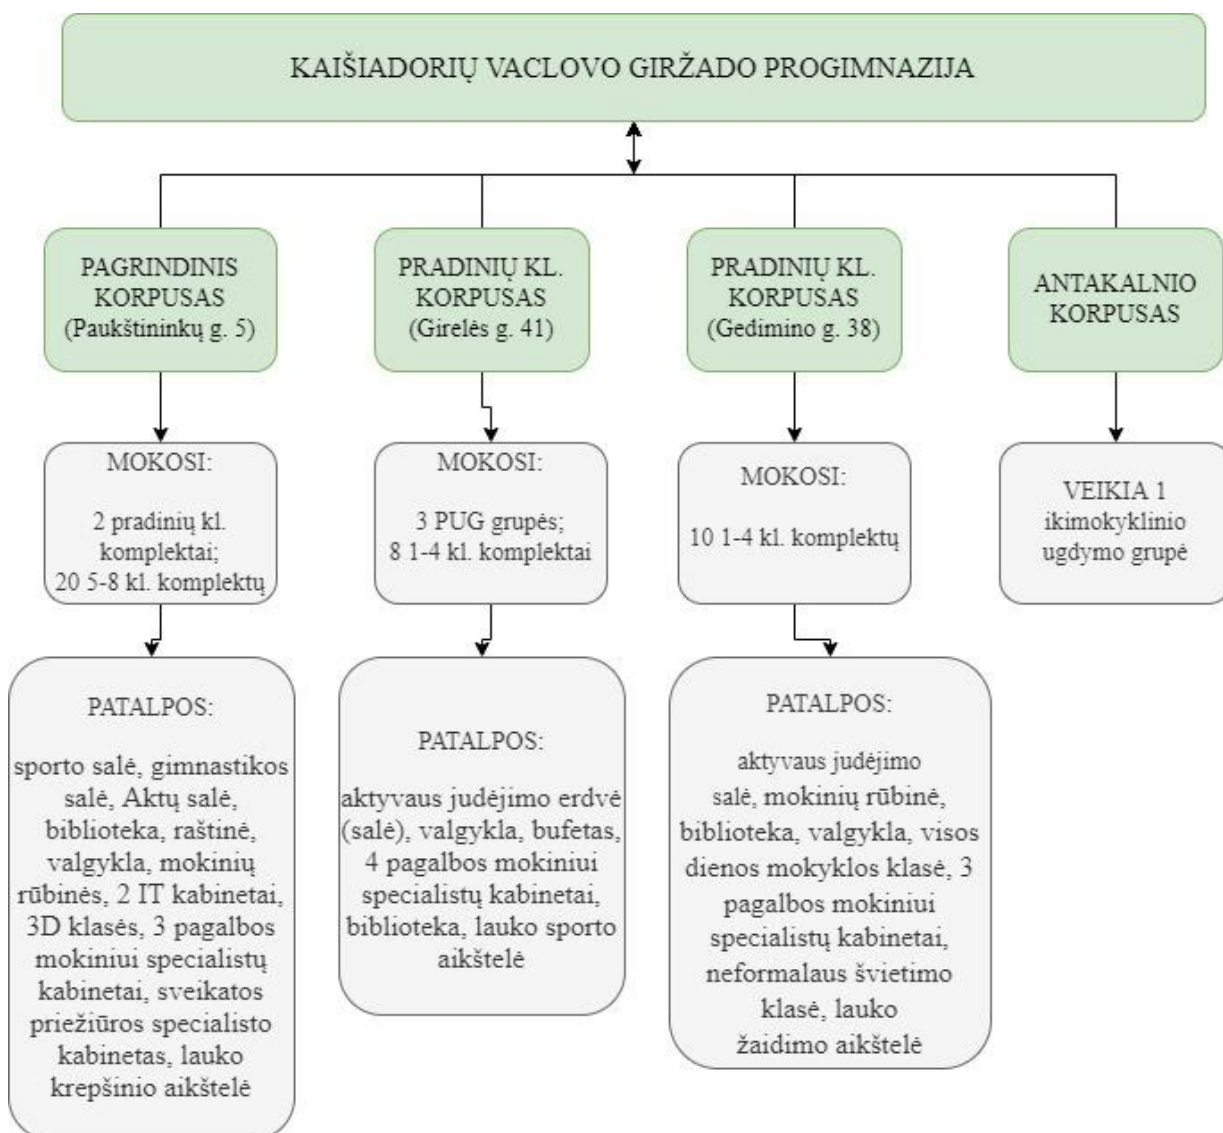 KAIŠIADORIŲ VACLOVO GIRŽADO PROGIMNAZIJA
PAGRINDINIS
KORPUSAS
(Paukštininkų g. 5)
PRADINIŲ KL.
KORPUSAS
(Girelės g. 41)
PRADINIŲ KL.
KORPUSAS
(Gedimino g. 38)
ANTAKALNIO
KORPUSAS
MOKOSI:
2 pradinių kl.
komplektai;
20 5-8 kl. komplektų
MOKOSI:
3 PUG grupės;
8 1-4 kl. komplektai
MOKOSI:
10 1-4 kl. komplektų
VEIKIA 1
ikimokyklinio
ugdymo grupė
PATALPOS:
sporto salė, gimnastikos
salė, Aktų salė,
biblioteka, raštinė,
valgykla, mokinių
rūbinės, 2 IT kabinetai,
3D klasės, 3 pagalbos
mokiniui specialistų
kabinetai, sveikatos
priežiūros specialisto
kabinetas, lauko
krepšinio aikštelė
PATALPOS:
aktyvaus judėjimo erdvė
(salė), valgykla, bufetas,
4 pagalbos mokiniui
specialistų kabinetai,
biblioteka, lauko sporto
aikštelė
PATALPOS:
aktyvaus judėjimo
salė, mokinių rūbinė,
biblioteka, valgykla, visos
dienos mokyklos klasė, 3
pagalbos mokiniui
specialistų kabinetai,
neformalaus švietimo
klasė, lauko
žaidimo aikštelė